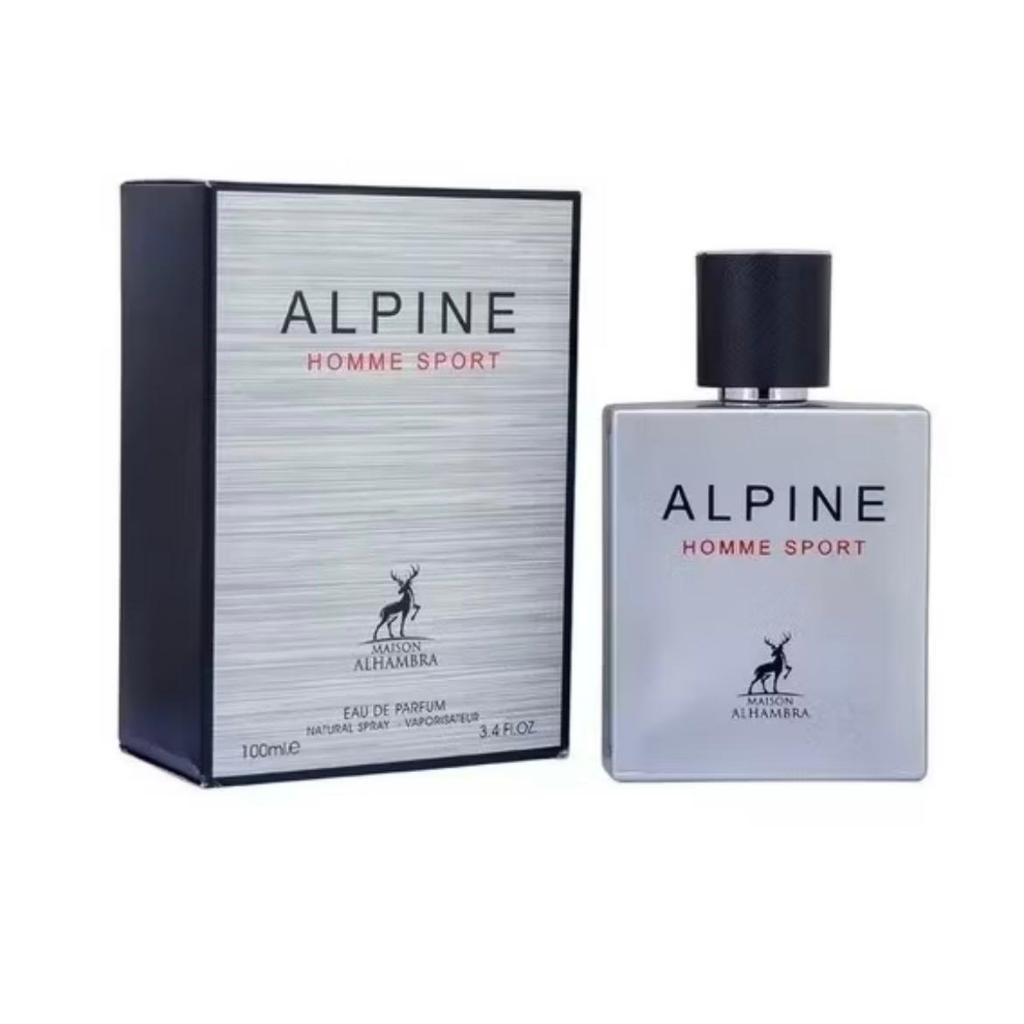 ALPINE
HOMME SPORT
MAISON
ALHAMBRA
EAU DE PARFUM
NATURAL SPRAY - VAPORISATEUR
100ml.e
3.4 FI.OZ.
ALPINE
HOMME SPORT
MAISON
ALHAMBRA